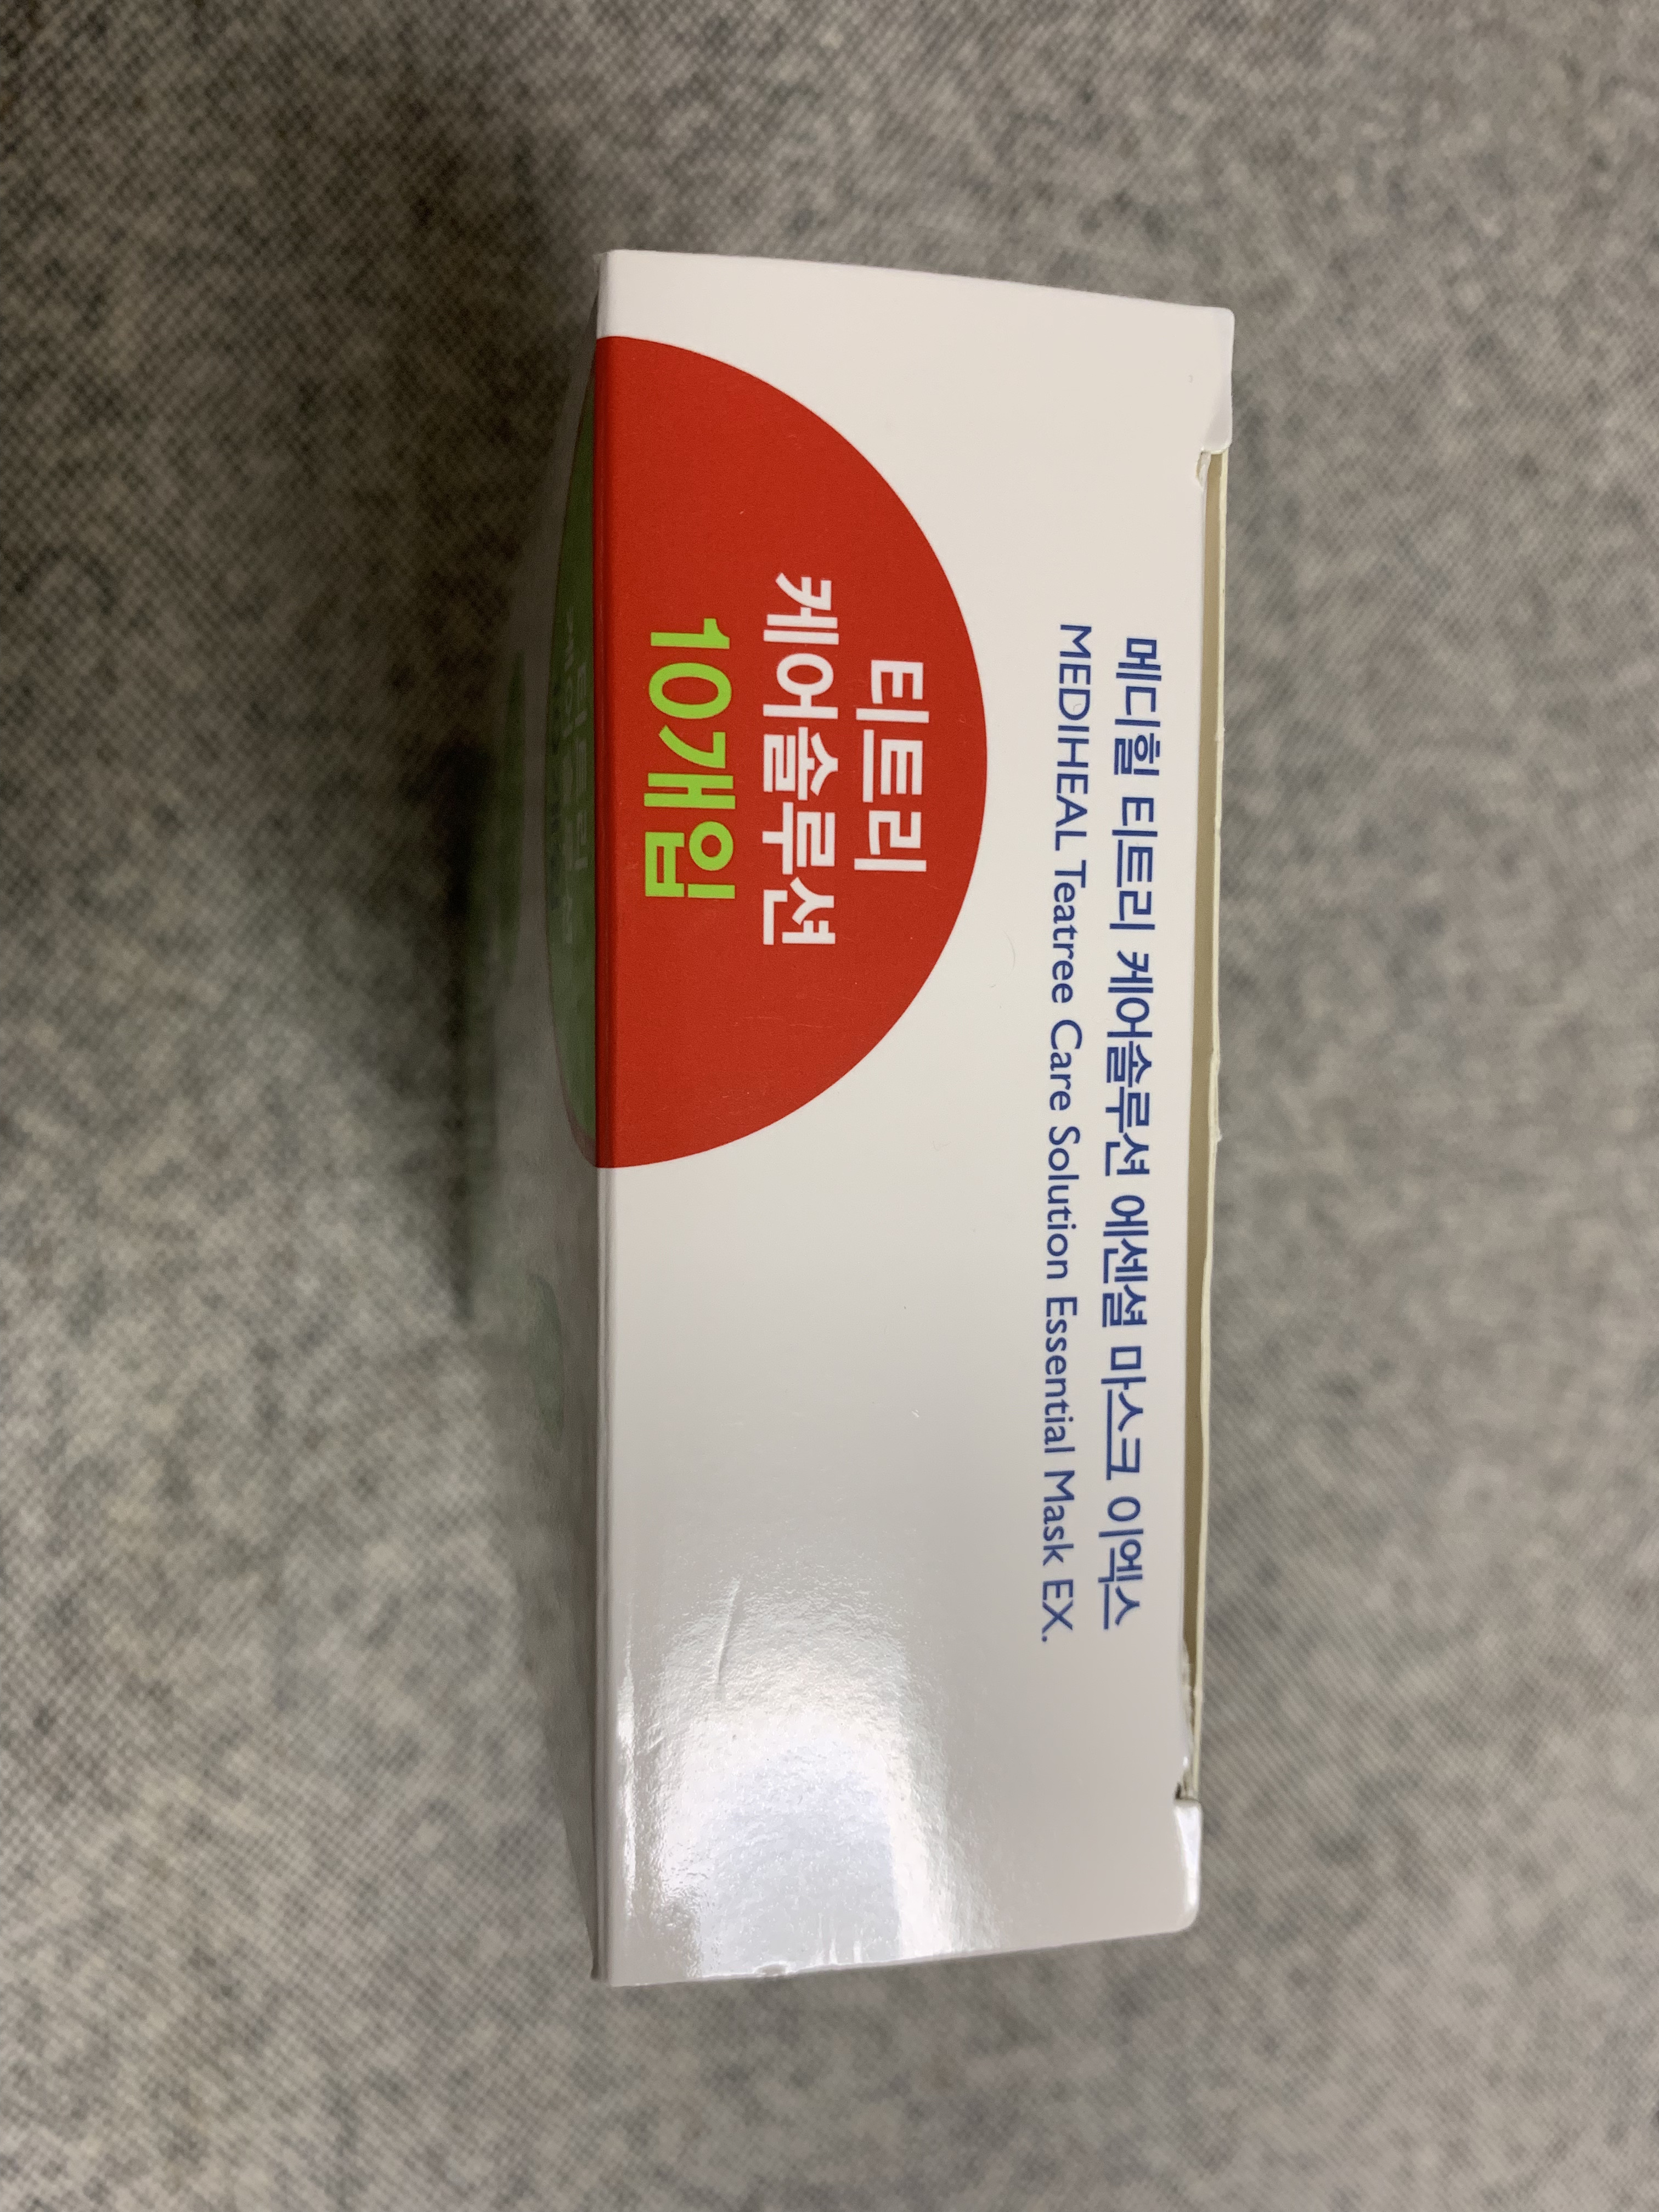 메디힐 티트리 케어솔루션 에센셜 마스크 이엑스
MEDIHEAL Teatree Care Solution Essential Mask EX.
티트리
케어솔루션
10개입